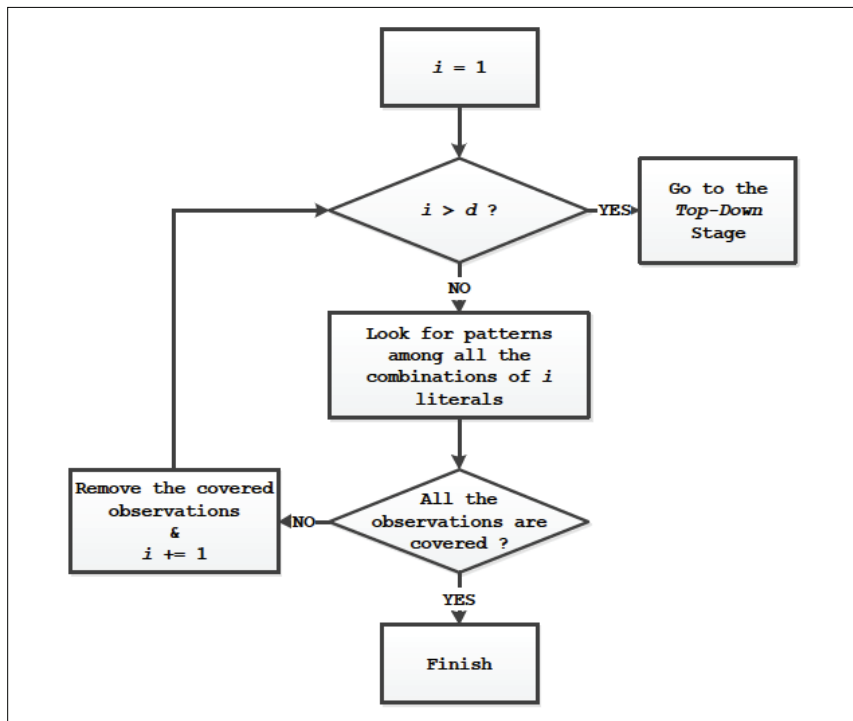 i = 1
i > d ?
YES
Go to the
Top-Down
Stage
NO
Look for patterns
among all the
combinations of i
literals
All the
observations are
covered ?
NO
Remove the covered
observations
&
i += 1
YES
Finish